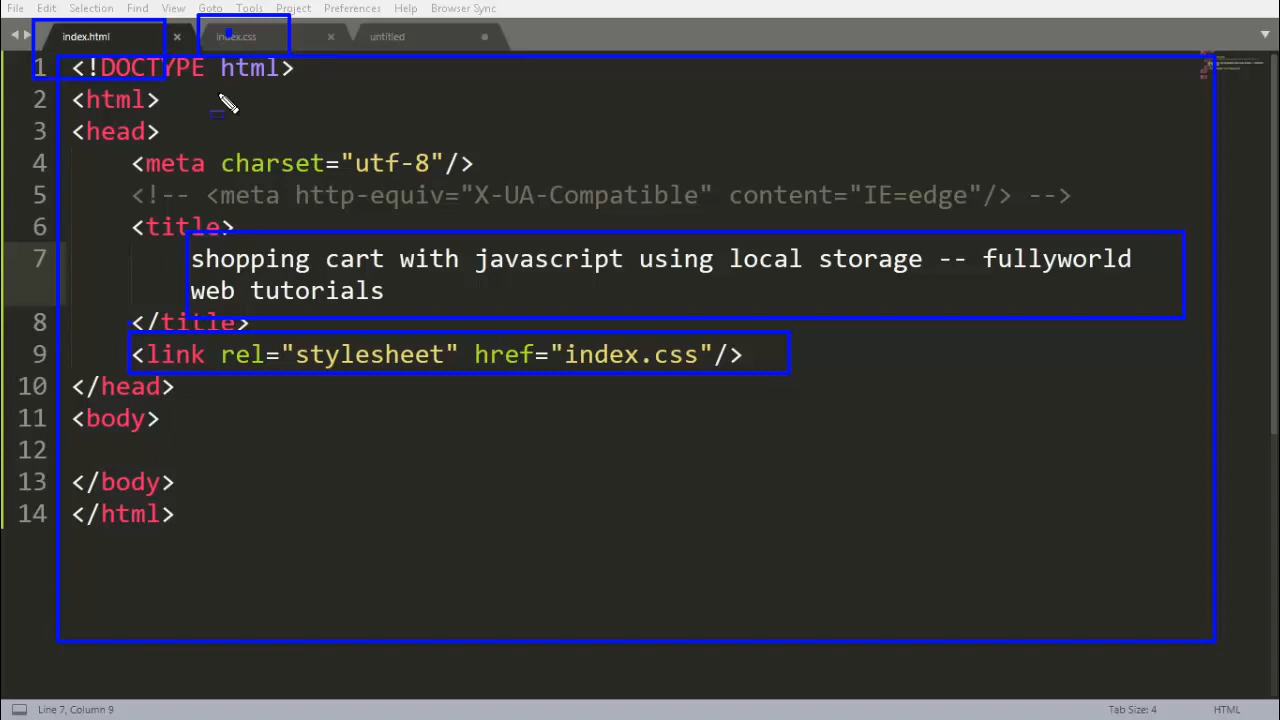 File Edit Selection Find View Goto Tools Project Preferences Help Browser Sync
index.html × index.css × untitled
1 <!DOCTYPE html>
2 <html>
3 <head>
4 <meta charset="utf-8"/>
5 <!-- <meta http-equiv="X-UA-Compatible" content="IE=edge"/> -->
6 <title>
7 shopping cart with javascript using local storage -- fullyworld
web tutorials
8 </title>
9 <link rel="stylesheet" href="index.css"/>
10 </head>
11 <body>
12
13 </body>
14 </html>
Line 7, Column 9 Tab Size: 4 HTML